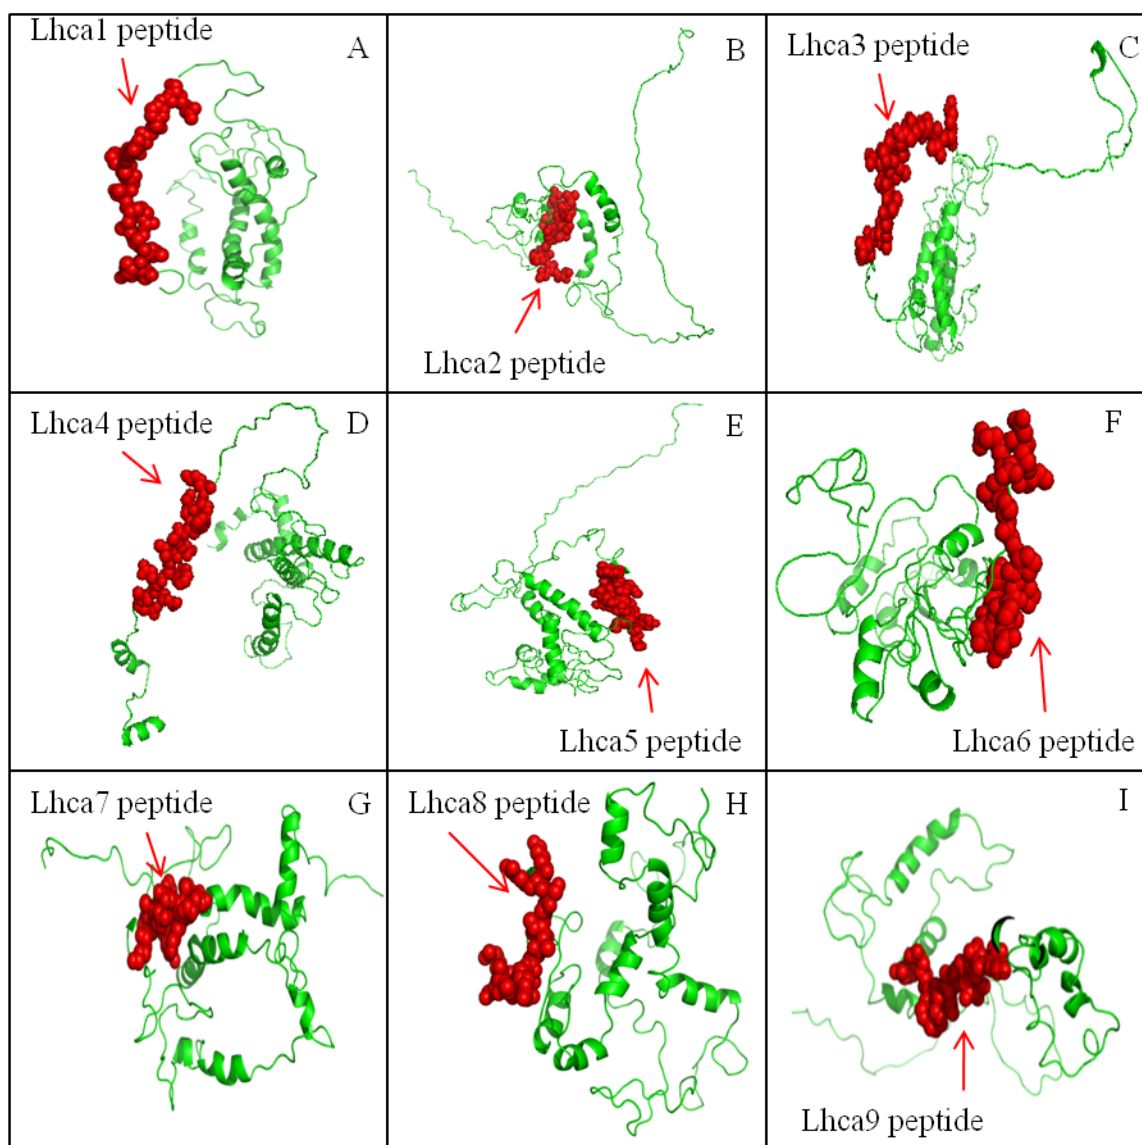 Lhca1 peptide
A
B
Lhca2 peptide
Lhca3 peptide
C
Lhca4 peptide
D
E
Lhca5 peptide
F
Lhca6 peptide
Lhca7 peptide
G
Lhca8 peptide
H
I
Lhca9 peptide